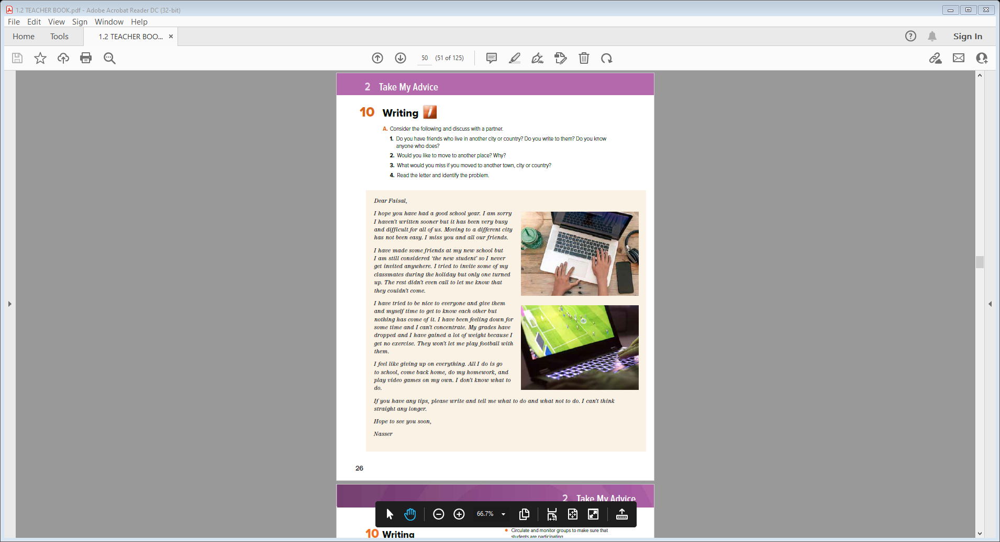 1.2 TEACHER BOOK.pdf - Adobe Acrobat Reader DC (32-bit)
File Edit View Sign Window Help
Home Tools 1.2 TEACHER BOO... × Sign In
50 (51 of 125)
2 Take My Advice
10 Writing
A. Consider the following and discuss with a partner.
1. Do you have friends who live in another city or country? Do you write to them? Do you know
anyone who does?
2. Would you like to move to another place? Why?
3. What would you miss if you moved to another town, city or country?
4. Read the letter and identify the problem.
Dear Faisal,
I hope you have had a good school year. I am sorry
I haven't written sooner but it has been very busy
and difficult for all of us. Moving to a different city
has not been easy. I miss you and all our friends.
I have made some friends at my new school but
I am still considered 'the new student' so I never
get invited anywhere. I tried to invite some of my
classmates during the holiday but only one turned
up. The rest didn't even call to let me know that
they couldn't come.
I have tried to be nice to everyone and give them
and myself time to get to know each other but
nothing has come of it. I have been feeling down for
some time and I can't concentrate. My grades have
dropped and I have gained a lot of weight because I
get no exercise. They won't let me play football with
them.
I feel like giving up on everything. All I do is go
to school, come back home, do my homework, and
play video games on my own. I don't know what to
do.
If you have any tips, please write and tell me what to do and what not to do. I can't think
straight any longer.
Hope to see you soon,
Nasser
26
2 Take My Advice
66.7%
10 Writing
• Circulate and monitor groups to make sure that
students are participating